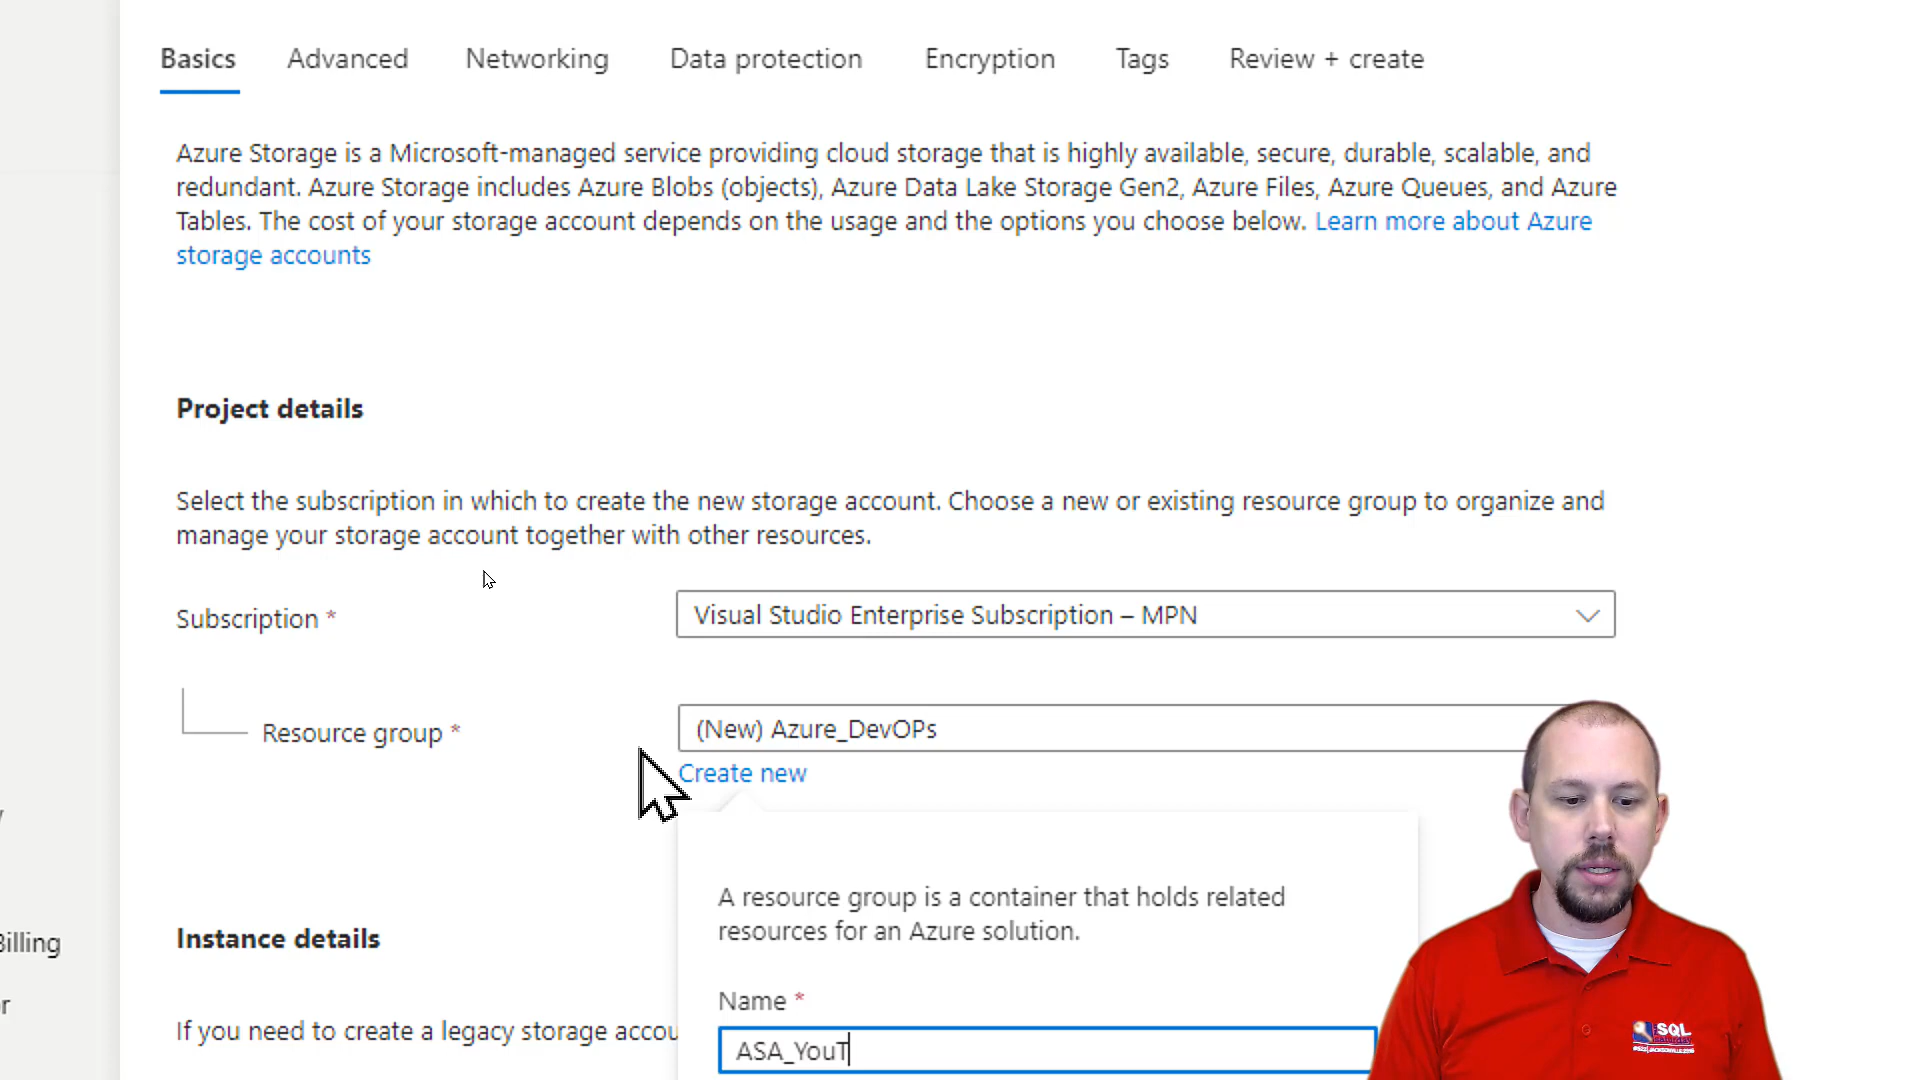 Basics Advanced Networking Data protection Encryption Tags Review + create
Azure Storage is a Microsoft-managed service providing cloud storage that is highly available, secure, durable, scalable, and
redundant. Azure Storage includes Azure Blobs (objects), Azure Data Lake Storage Gen2, Azure Files, Azure Queues, and Azure
Tables. The cost of your storage account depends on the usage and the options you choose below. Learn more about Azure
storage accounts
Project details
Select the subscription in which to create the new storage account. Choose a new or existing resource group to organize and
manage your storage account together with other resources.
Subscription *
Visual Studio Enterprise Subscription – MPN
Resource group *
(New) Azure_DevOPs
Create new
A resource group is a container that holds related
resources for an Azure solution.
Billing
Instance details
Name *
If you need to create a legacy storage accou
ASA_YouT
SQL